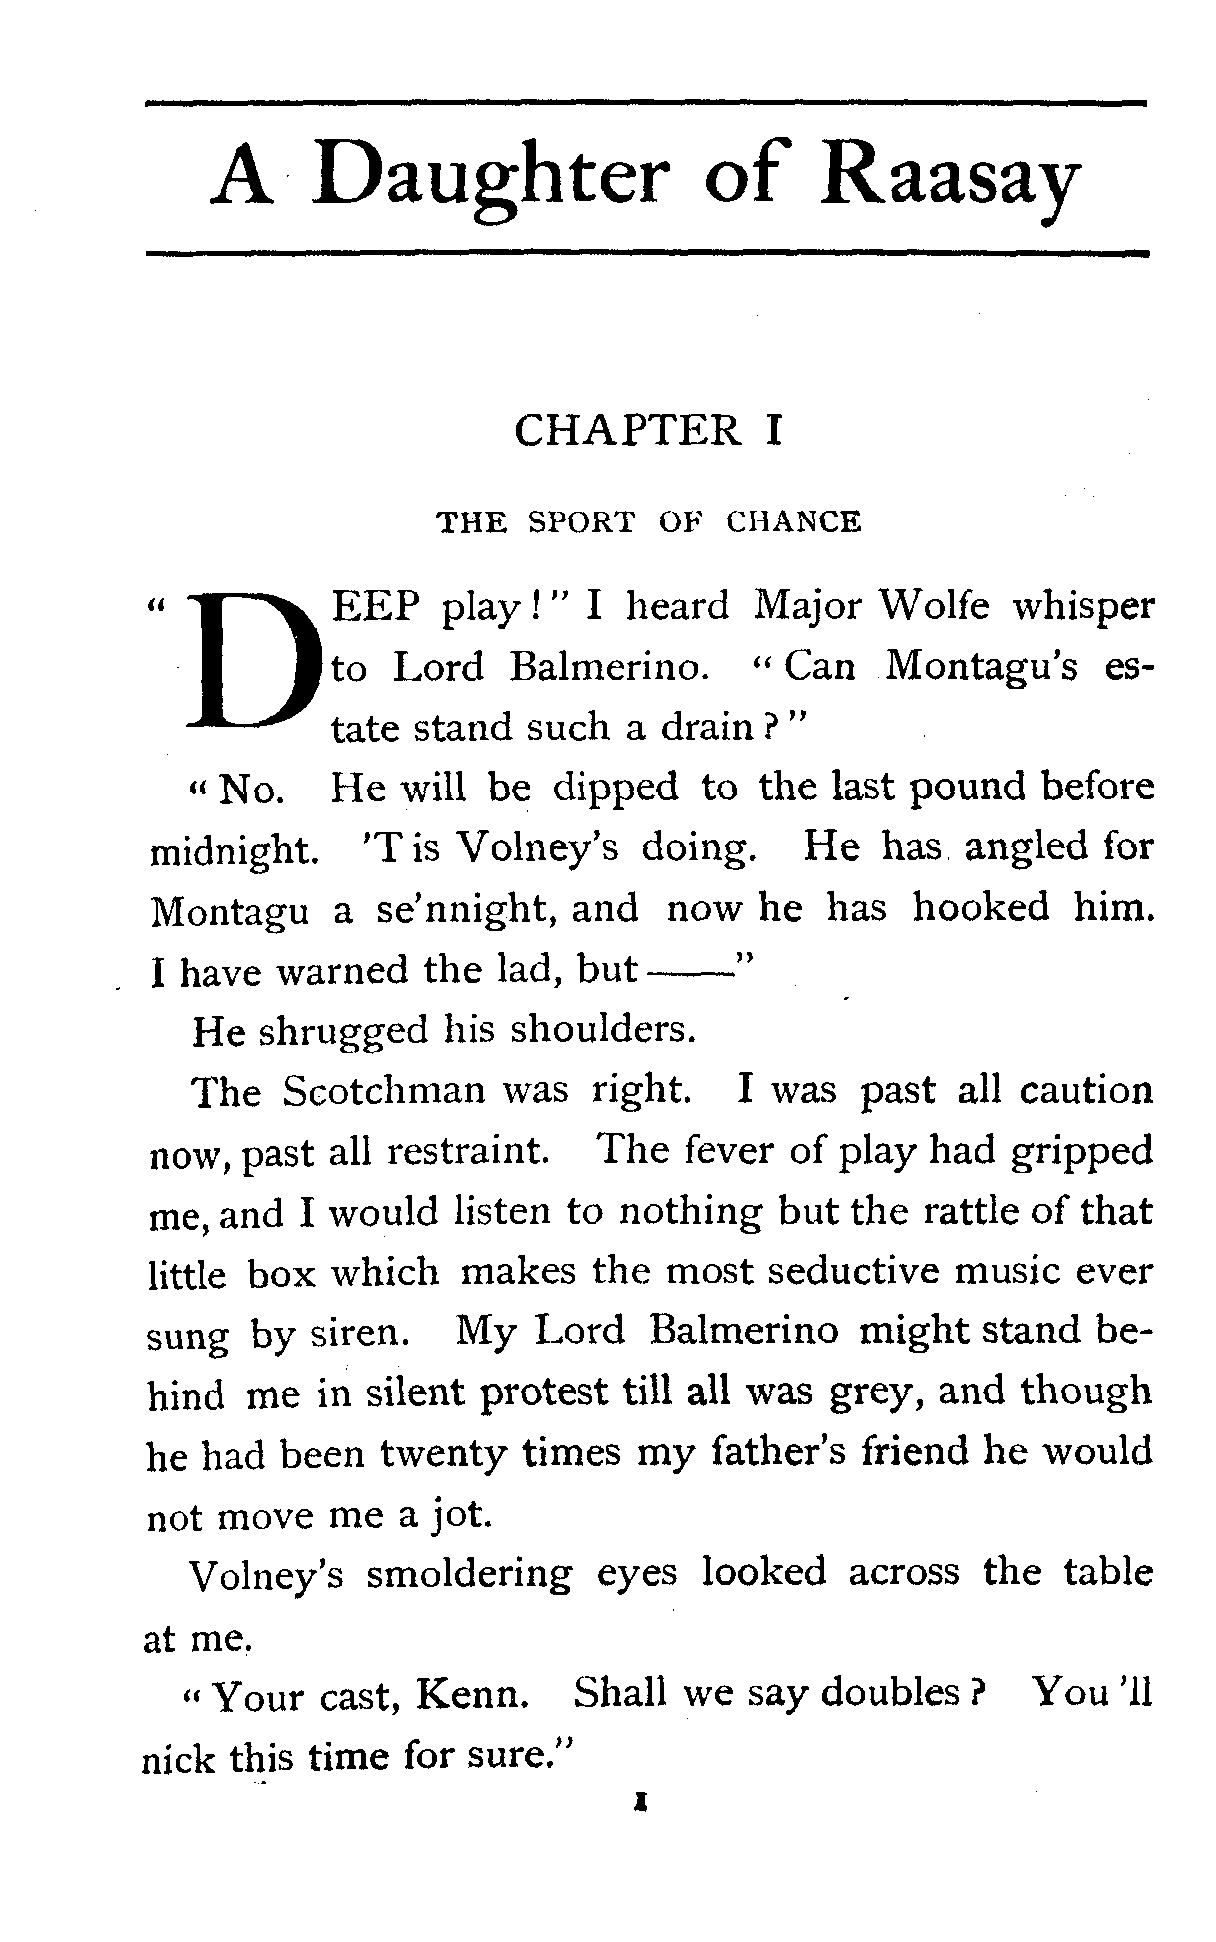 A Daughter of Raasay
CHAPTER I
THE SPORT OF CHANCE
"DEEP play!" I heard Major Wolfe whisper
to Lord Balmerino. "Can Montagu's es-
tate stand such a drain?"
"No. He will be dipped to the last pound before
midnight. 'T is Volney's doing. He has angled for
Montagu a se'nnight, and now he has hooked him.
I have warned the lad, but——"
He shrugged his shoulders.
The Scotchman was right. I was past all caution
now, past all restraint. The fever of play had gripped
me, and I would listen to nothing but the rattle of that
little box which makes the most seductive music ever
sung by siren. My Lord Balmerino might stand be-
hind me in silent protest till all was grey, and though
he had been twenty times my father's friend he would
not move me a jot.
Volney's smoldering eyes looked across the table
at me.
"Your cast, Kenn. Shall we say doubles? You 'll
nick this time for sure."
1